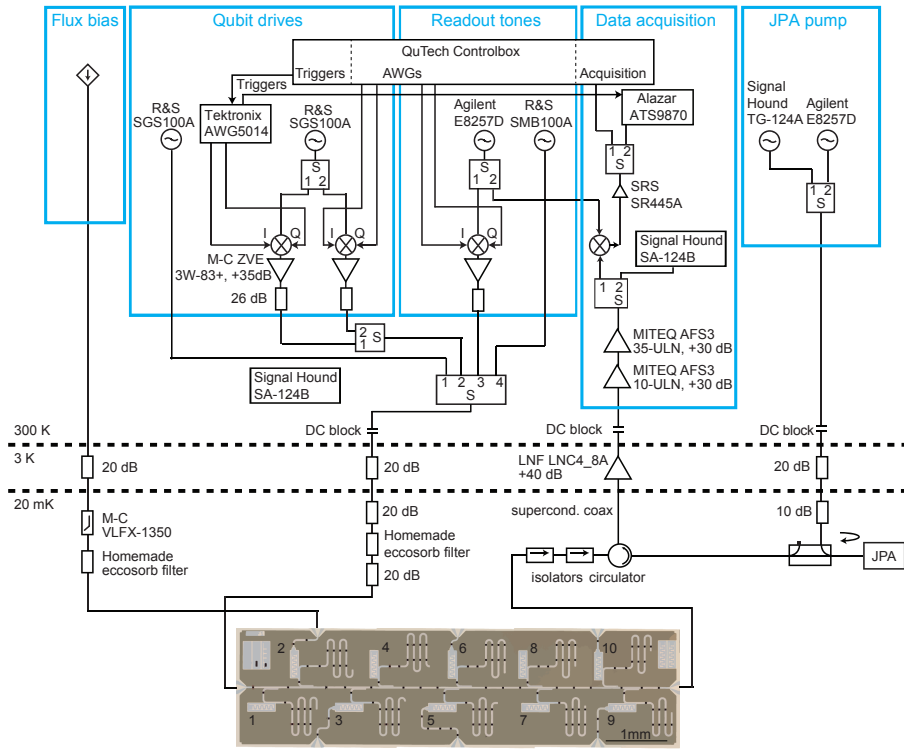 Flux bias
Qubit drives
Readout tones
Data acquisition
JPA pump
QuTech Controlbox
Triggers
AWGs
Acquisition
Triggers
R&S
SGS100A
Tektronix
AWG5014
R&S
SGS100A
Agilent
E8257D
R&S
SMB100A
Alazar
ATS9870
Signal
Hound
TG-124A
Agilent
E8257D
S
1 2
S
1 2
1 2
S
SRS
SR445A
1 2
S
I
Q
I
Q
I
Q
M-C ZVE
3W-83+, +35dB
26 dB
Signal Hound
SA-124B
1 2
S
2
1
S
MITEQ AFS3
35-ULN, +30 dB
MITEQ AFS3
10-ULN, +30 dB
Signal Hound
SA-124B
1 2 3 4
S
300 K
DC block
DC block
DC block
3 K
20 dB
20 dB
LNF LNC4_8A
+40 dB
20 dB
20 mK
20 dB
supercond. coax
10 dB
M-C
VLFX-1350
Homemade
eccosorb filter
Homemade
eccosorb filter
20 dB
isolators
circulator
JPA
2
4
6
8
10
1
3
5
7
9
1mm